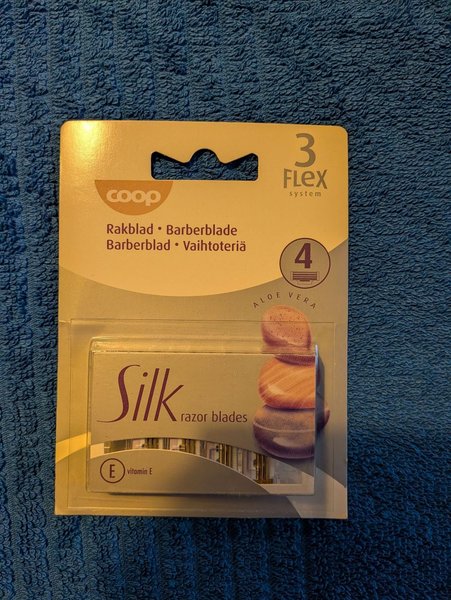 coop
3
FLEX
system
Rakblad • Barberblade
Barberblad • Vaihtoteriä
4
ALOE VERA
Silk razor blades
E vitamin E